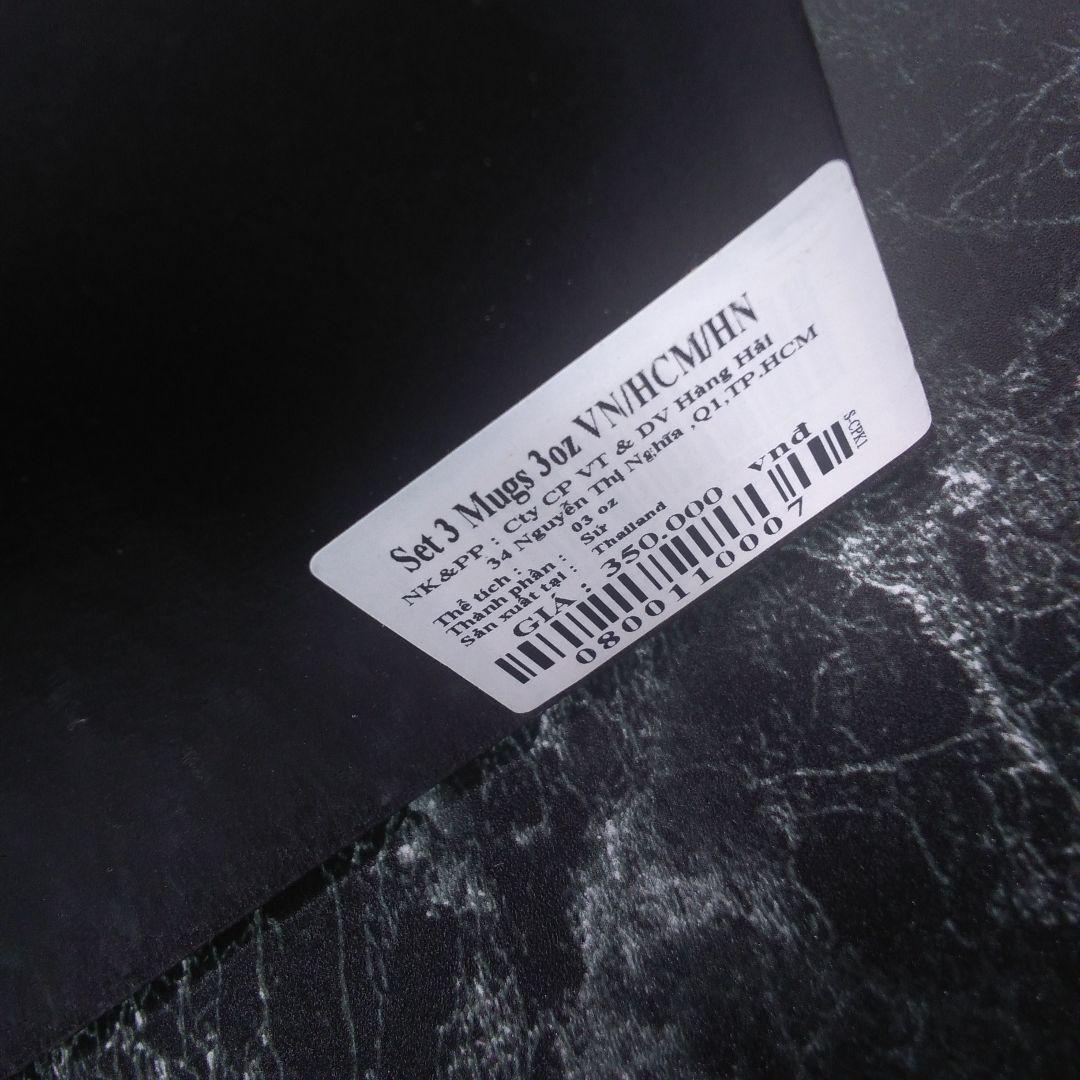 Set 3 Mugs 3oz VN/HCM/HN
NK&PP : Cty CP VT & DV Hàng Hải
34 Nguyễn Thị Nghĩa ,Q1,TP.HCM
Thể tích : 03 oz
Thành phần : Sứ
Sản xuất tại : Thailand
GIÁ : 350.000 vnđ
080011000 7
S-CPK1